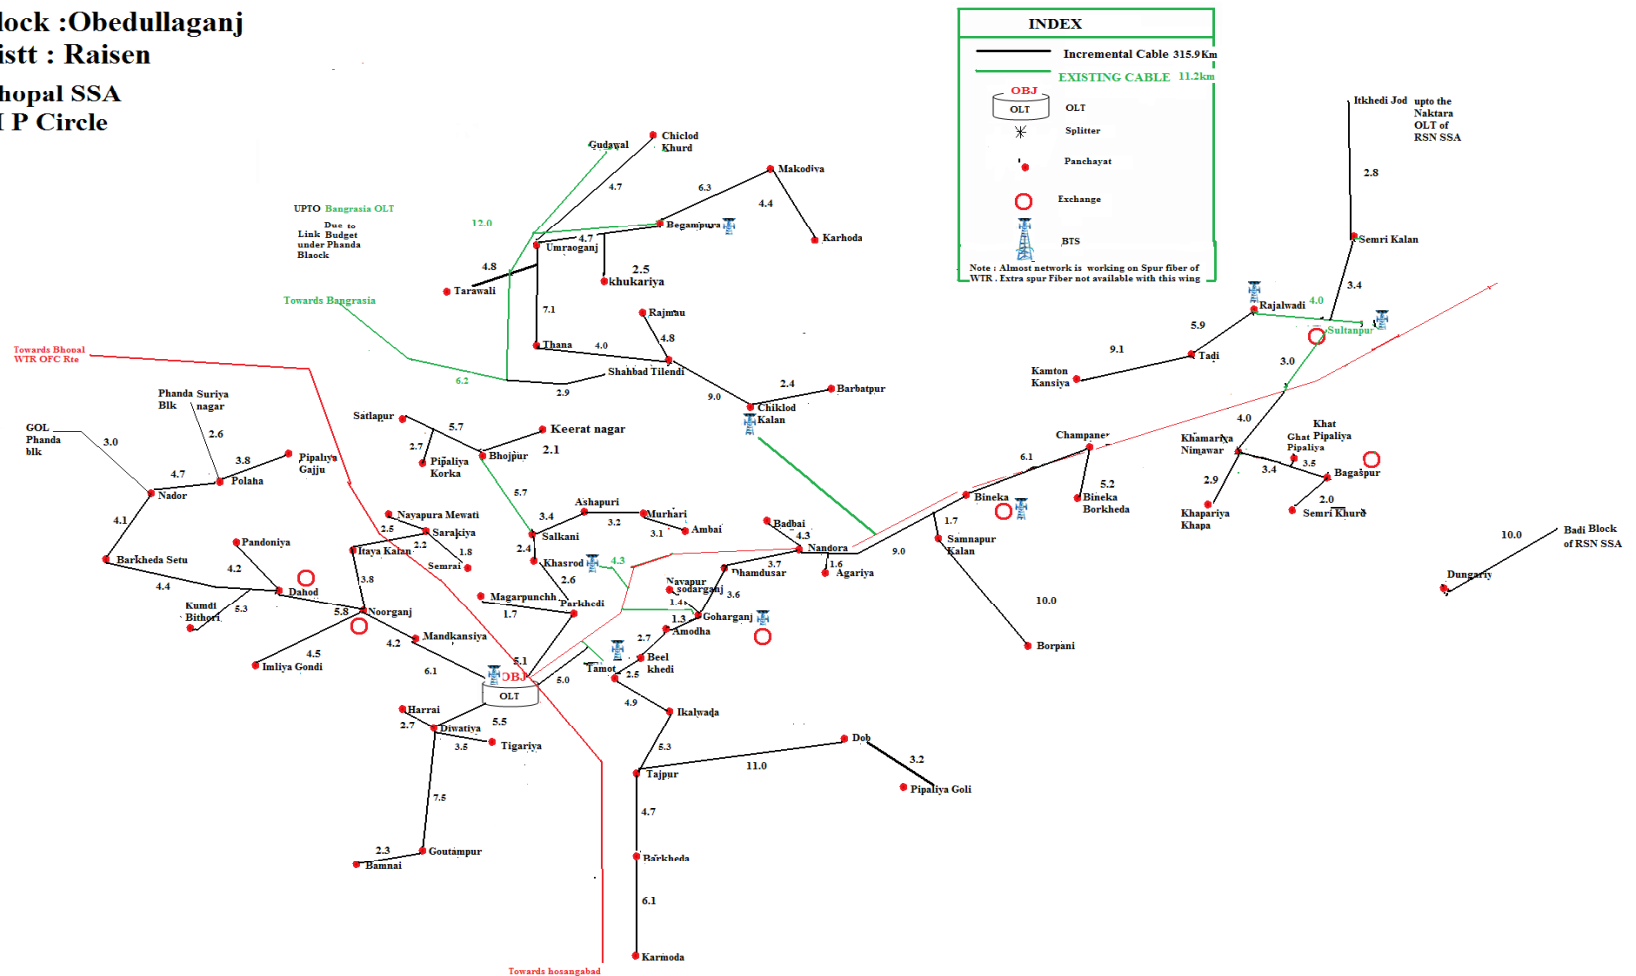 lock :Obedullaganj
istt : Raisen
hopal SSA
I P Circle
INDEX
Incremental Cable 315.9Km
EXISTING CABLE 11.2km
OBJ
OLT
OLT
Splitter
Panchayat
Exchange
BTS
Note : Almost network is working on Spur fiber of
WTR . Extra spur Fiber not available with this wing
Itkhedi Jod upto the
Naktara
OLT of
RSN SSA
2.8
Semri Kalan
3.4
Rajalwadi
4.0
Sultanpur
5.9
Tadi
9.1
Kamton
Kansiya
3.0
4.0
Khamariya
Nimawar
Khat
Pipaliya
Ghat
Pipaliya
3.5
3.4
Bagaspur
2.9
2.0
Khapariya
Khapa
Semri Khurd
Chiclod
Khurd
Gudawal
4.7
Makodiya
6.3
4.4
Karhoda
UPTO Bangrasia OLT
Due to
Link Budget
under Phanda
Blaock
12.0
Begampura
4.7
Umraoganj
4.8
2.5
khukariya
Tarawali
Towards Bangrasia
7.1
Rajmau
4.8
Thana
4.0
Shahbad Tilendi
6.2
2.9
9.0
2.4
Barbatpur
Chiklod
Kalan
Towards Bhopal
WTR OFC Rte
Phanda Suriya
Blk nagar
GOL
Phanda
blk
3.0
2.6
3.8
Pipaliya
Gajju
4.7
Polaha
Nador
4.1
Barkheda Setu
4.4
Pandoniya
4.2
Dahod
Kumdi
Bithori
5.3
Satlapur
5.7
Keerat nagar
2.1
2.7
Pipaliya
Korka
Bhojpur
5.7
Nayapura Mewati
2.5
Sarakiya
2.2
1.8
Itaya Kalan
Semrai
3.8
5.8
Noorganj
4.5
Imliya Gondi
4.2
Mandkansiya
6.1
Ashapuri
3.4
3.2
Murhari
3.1
Ambai
Salkani
2.4
Khasrod
4.3
2.6
Magarpunchh
1.7
Parkhedi
5.1
OBJ
OLT
5.0
Tamot
2.5
Beel
khedi
2.7
Amodha
1.3
Goharganj
1.4
Nayapur
sodarganj
3.6
Dhamdusar
3.7
Badbai
4.3
Nandora
1.6
Agariya
9.0
Bineka
6.1
Champaner
5.2
Bineka
Borkheda
1.7
Samnapur
Kalan
10.0
Borpani
10.0
Badi Block
of RSN SSA
Dungariy
Harrai
2.7
5.5
Diwatiya
3.5
Tigariya
7.5
2.3
Goutampur
Bamnai
4.9
Ikalwada
5.3
Tajpur
11.0
Dob
3.2
Pipaliya Goli
4.7
Barkheda
6.1
Karmoda
Towards hosangabad